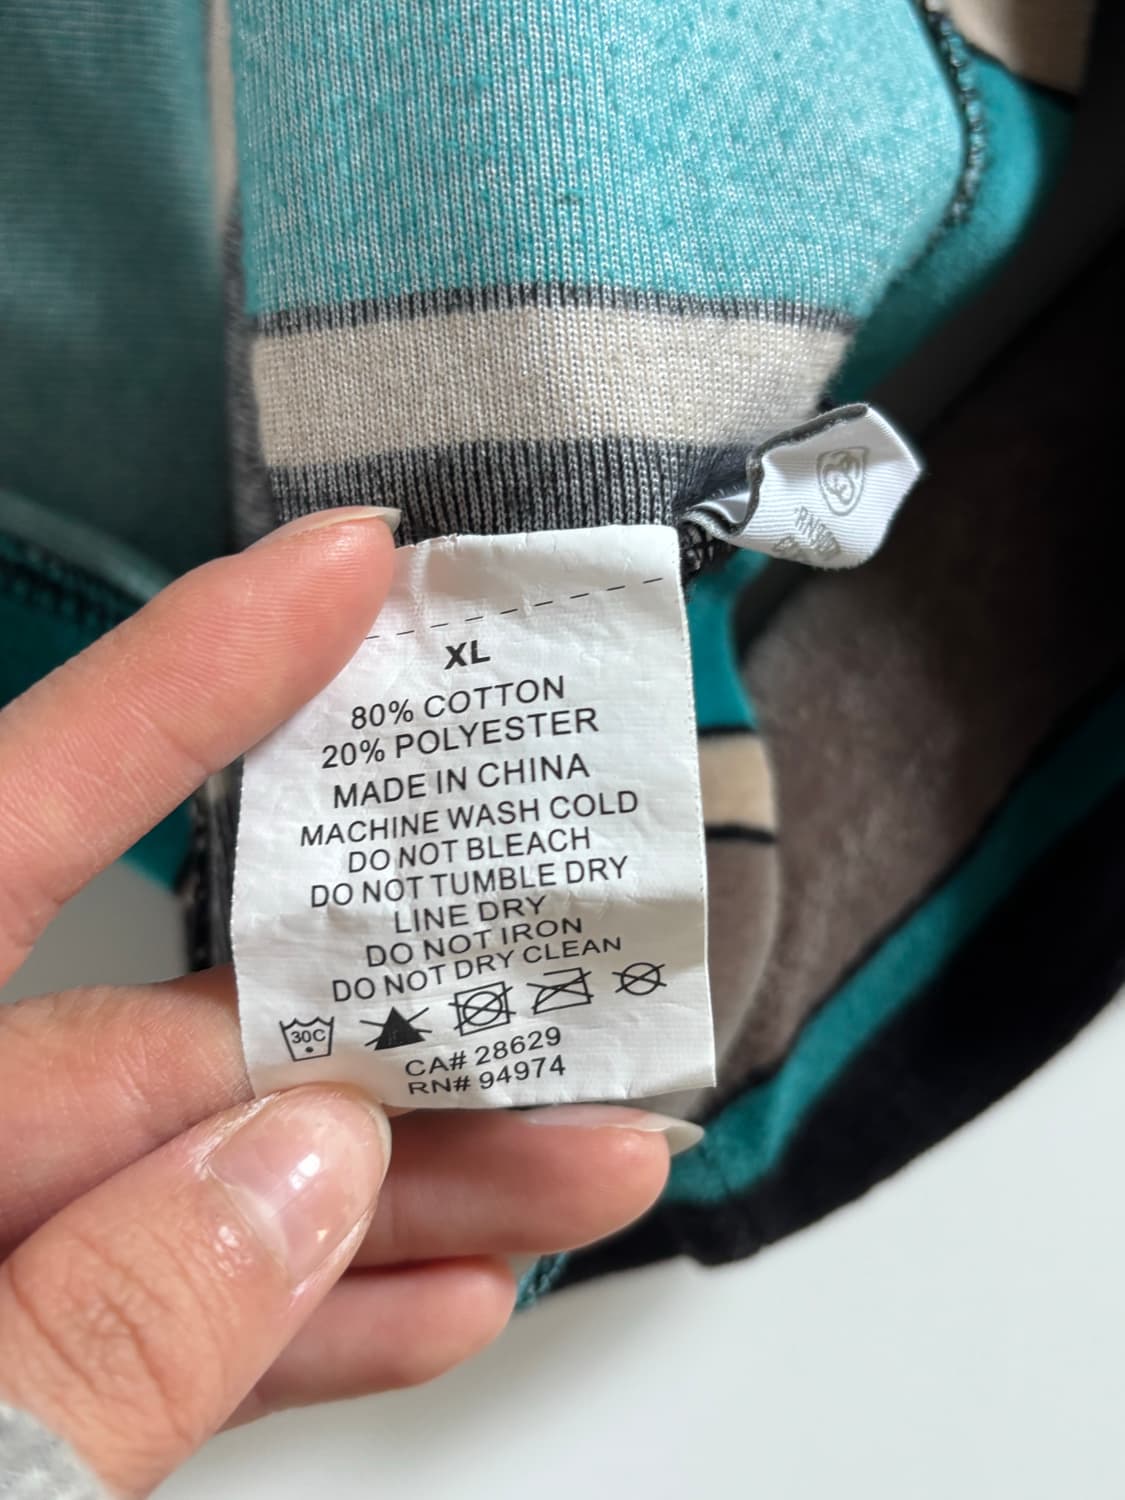 XL
80% COTTON
20% POLYESTER
MADE IN CHINA
MACHINE WASH COLD
DO NOT BLEACH
DO NOT TUMBLE DRY
LINE DRY
DO NOT IRON
DO NOT DRY CLEAN
30C
CA# 28629
RN# 94974